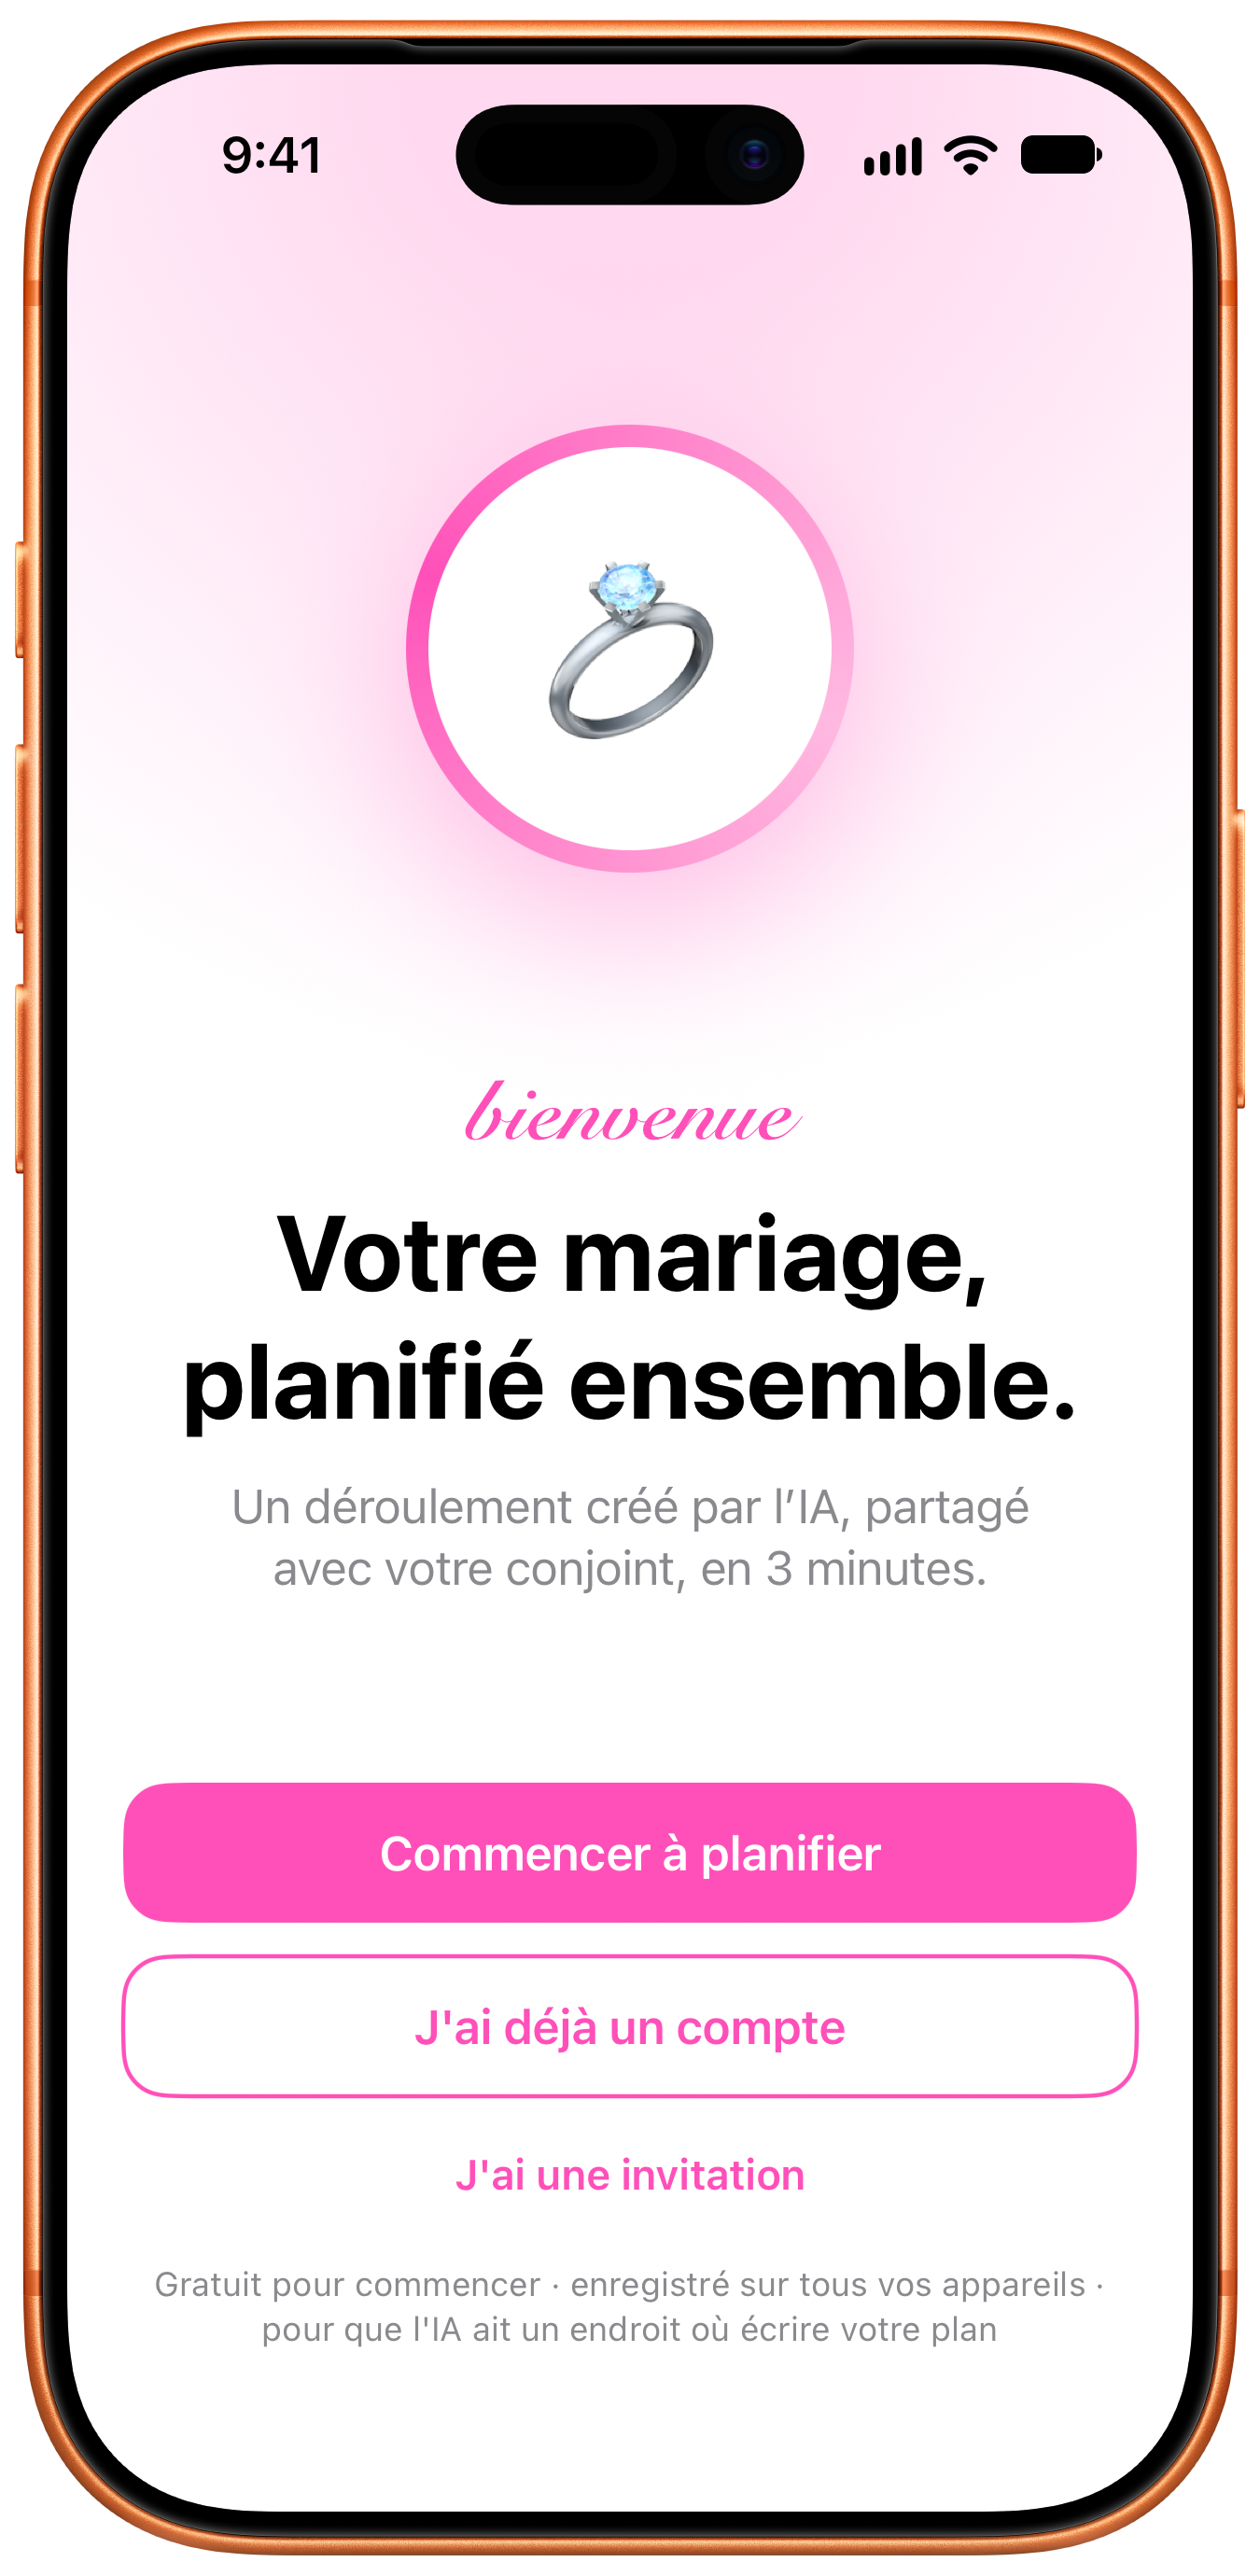 9:41
bienvenue
Votre mariage,
planifié ensemble.
Un déroulement créé par l’IA, partagé
avec votre conjoint, en 3 minutes.
Commencer à planifier
J'ai déjà un compte
J'ai une invitation
Gratuit pour commencer · enregistré sur tous vos appareils ·
pour que l'IA ait un endroit où écrire votre plan